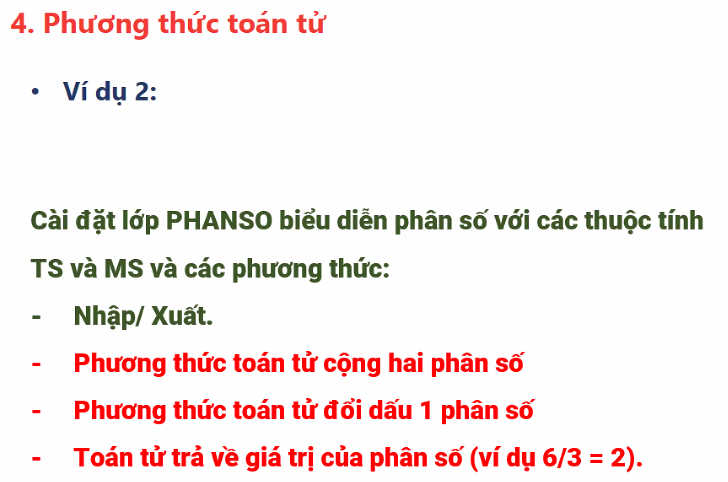 4. Phương thức toán tử
• Ví dụ 2:
Cài đặt lớp PHANSO biểu diễn phân số với các thuộc tính
TS và MS và các phương thức:
- Nhập/ Xuất.
- Phương thức toán tử cộng hai phân số
- Phương thức toán tử đổi dấu 1 phân số
- Toán tử trả về giá trị của phân số (ví dụ 6/3 = 2).